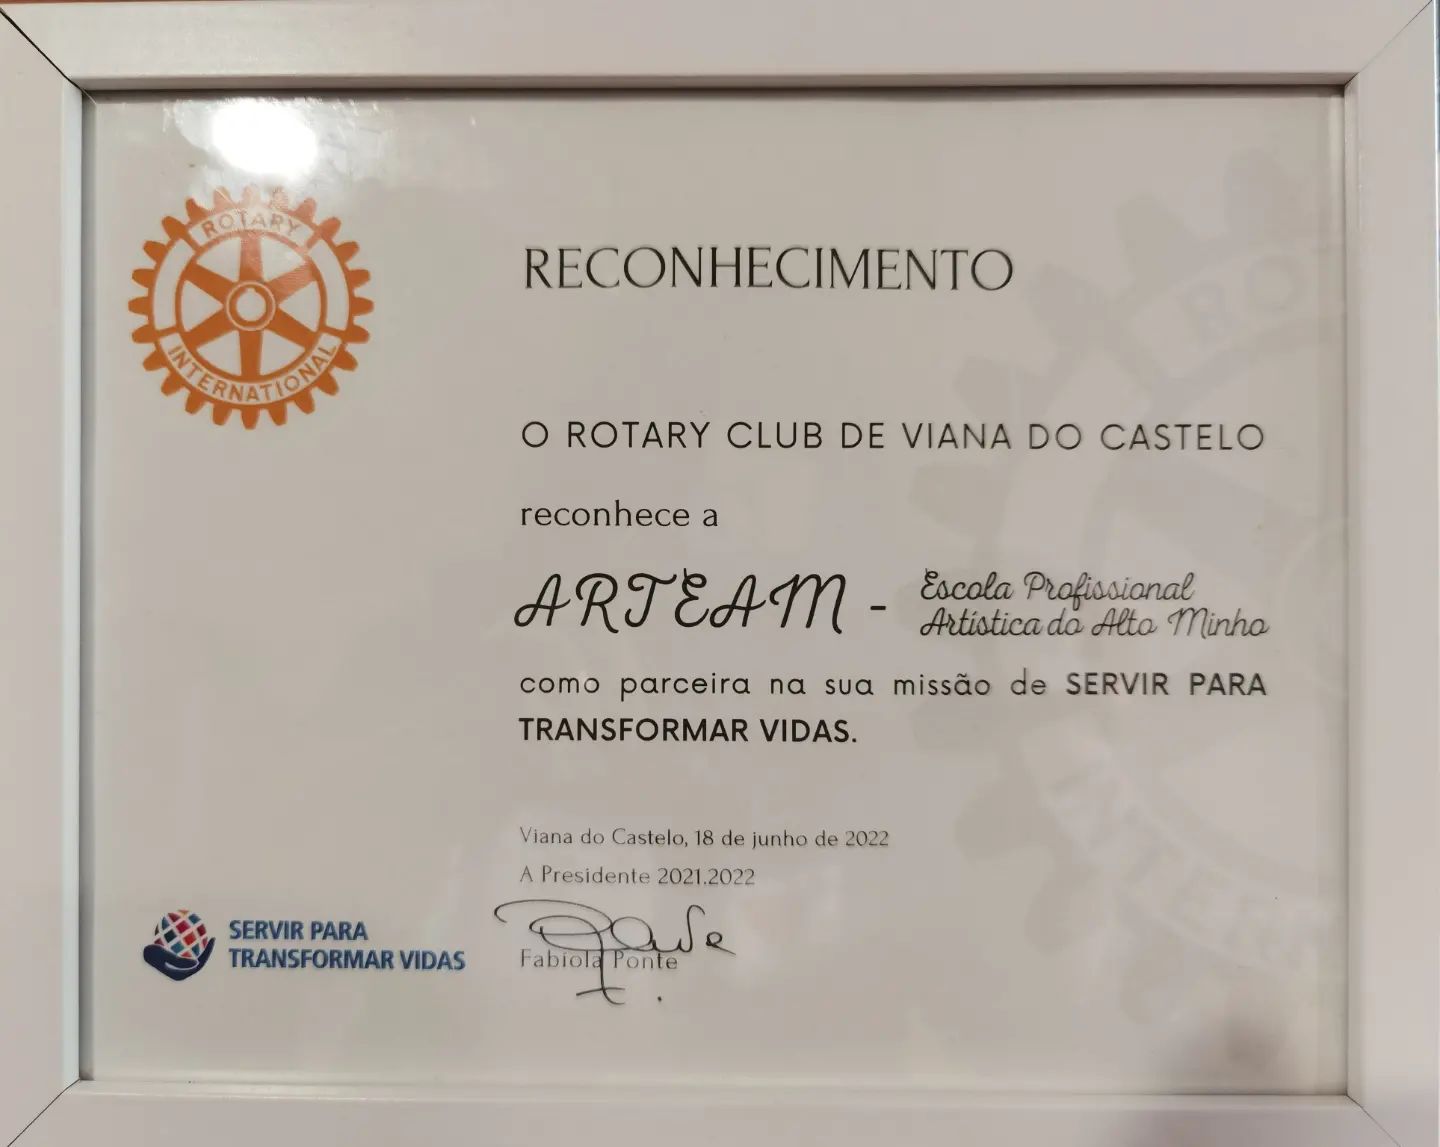 ROTARY
INTERNATIONAL
RECONHECIMENTO
O ROTARY CLUB DE VIANA DO CASTELO
reconhece a
ARTEAM - Escola Profissional
Artística do Alto Minho
como parceira na sua missão de SERVIR PARA
TRANSFORMAR VIDAS.
Viana do Castelo, 18 de junho de 2022
A Presidente 2021.2022
Fabíola Ponte
SERVIR PARA
TRANSFORMAR VIDAS